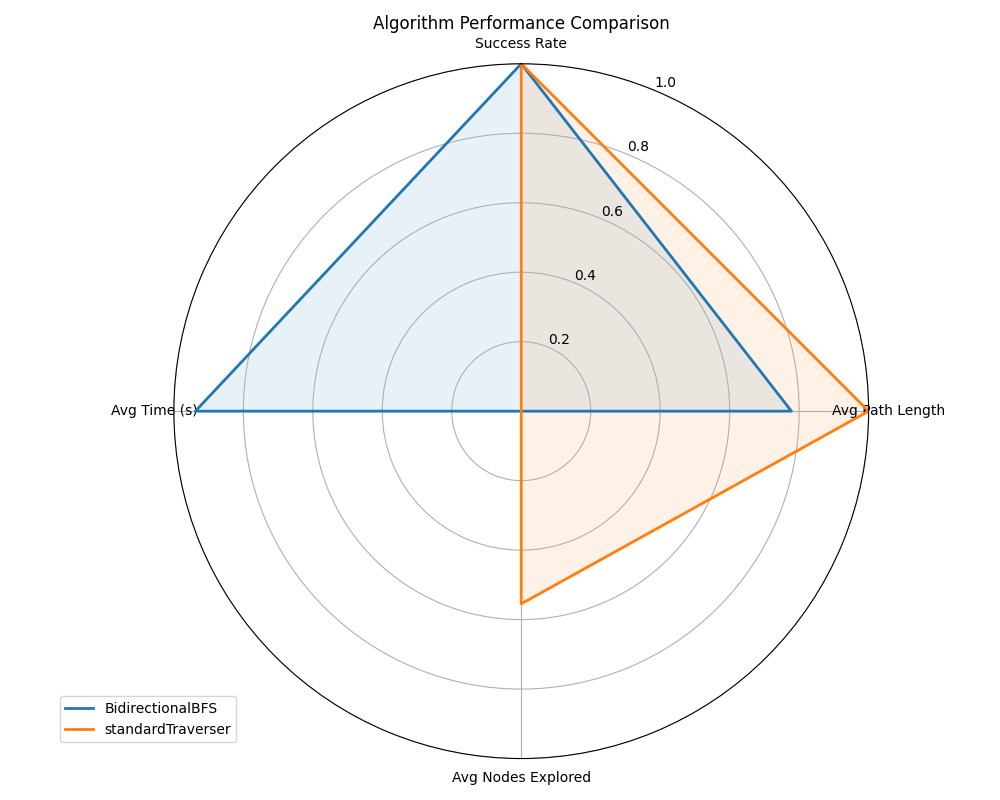 Algorithm Performance Comparison
Success Rate
1.0
0.8
0.6
0.4
0.2
Avg Time (s)
Avg Path Length
BidirectionalBFS
standardTraverser
Avg Nodes Explored